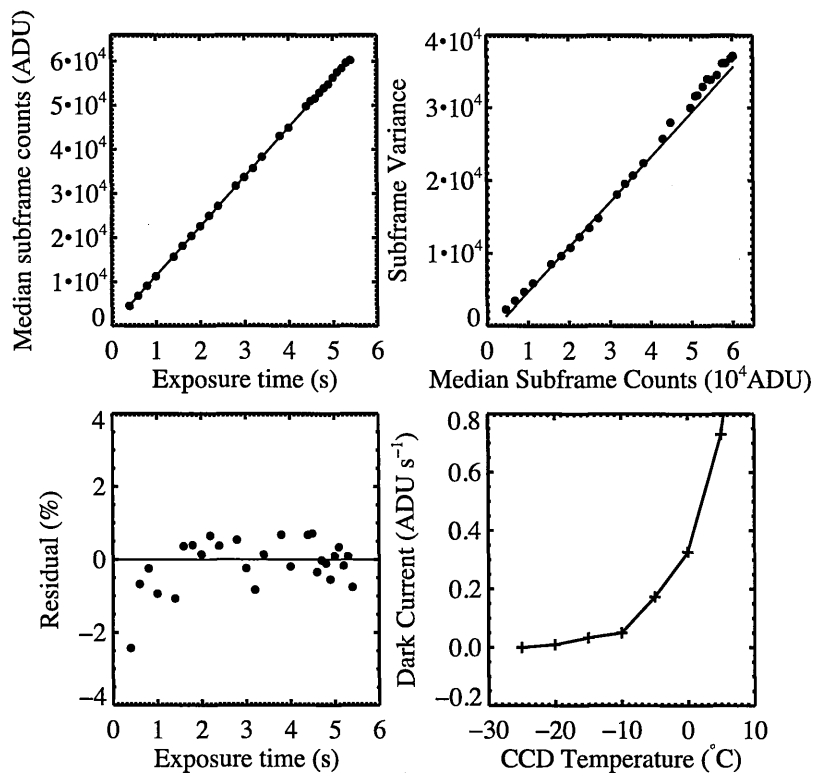 Median subframe counts (ADU)
6•10⁴
5•10⁴
4•10⁴
3•10⁴
2•10⁴
1•10⁴
0
0 1 2 3 4 5 6
Exposure time (s)
Subframe Variance
4•10⁴
3•10⁴
2•10⁴
1•10⁴
0
0 1 2 3 4 5 6
Median Subframe Counts (10⁴ADU)
Residual (%)
4
2
0
−2
−4
0 1 2 3 4 5 6
Exposure time (s)
Dark Current (ADU s⁻¹)
0.8
0.6
0.4
0.2
0.0
−0.2
−30 −20 −10 0 10
CCD Temperature (°C)